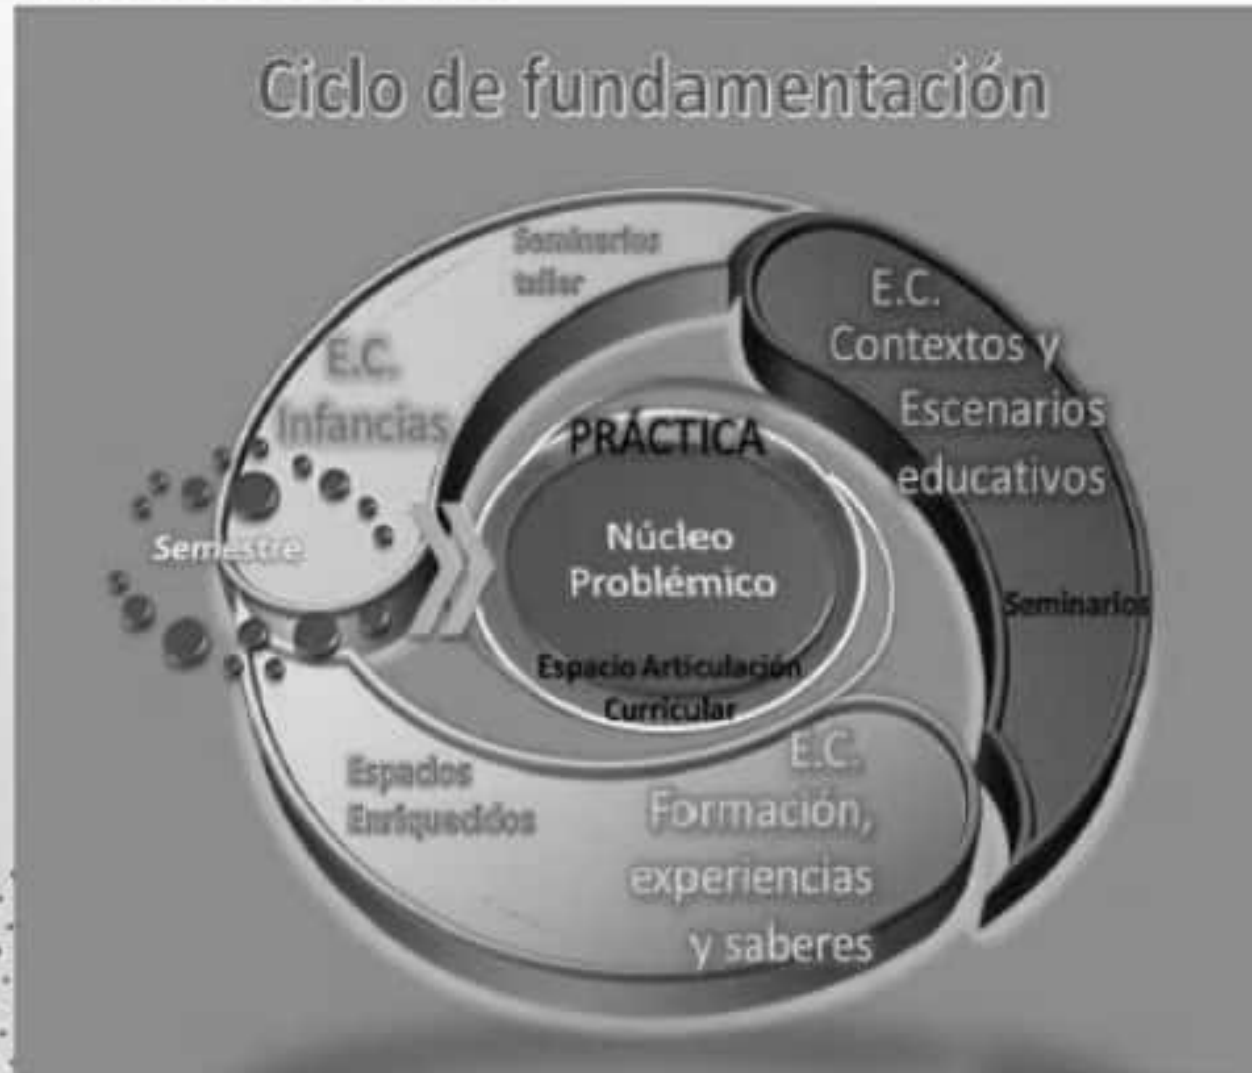 Ciclo de fundamentación
Seminarios
taller
E.C.
Infancias
E.C.
Contextos y
Escenarios
educativos
PRÁCTICA
Núcleo
Problémico
Semestre
Seminarios
Espacio Articulación
Curricular
Espacios
Enriquecidos
E.C.
Formación,
experiencias
y saberes